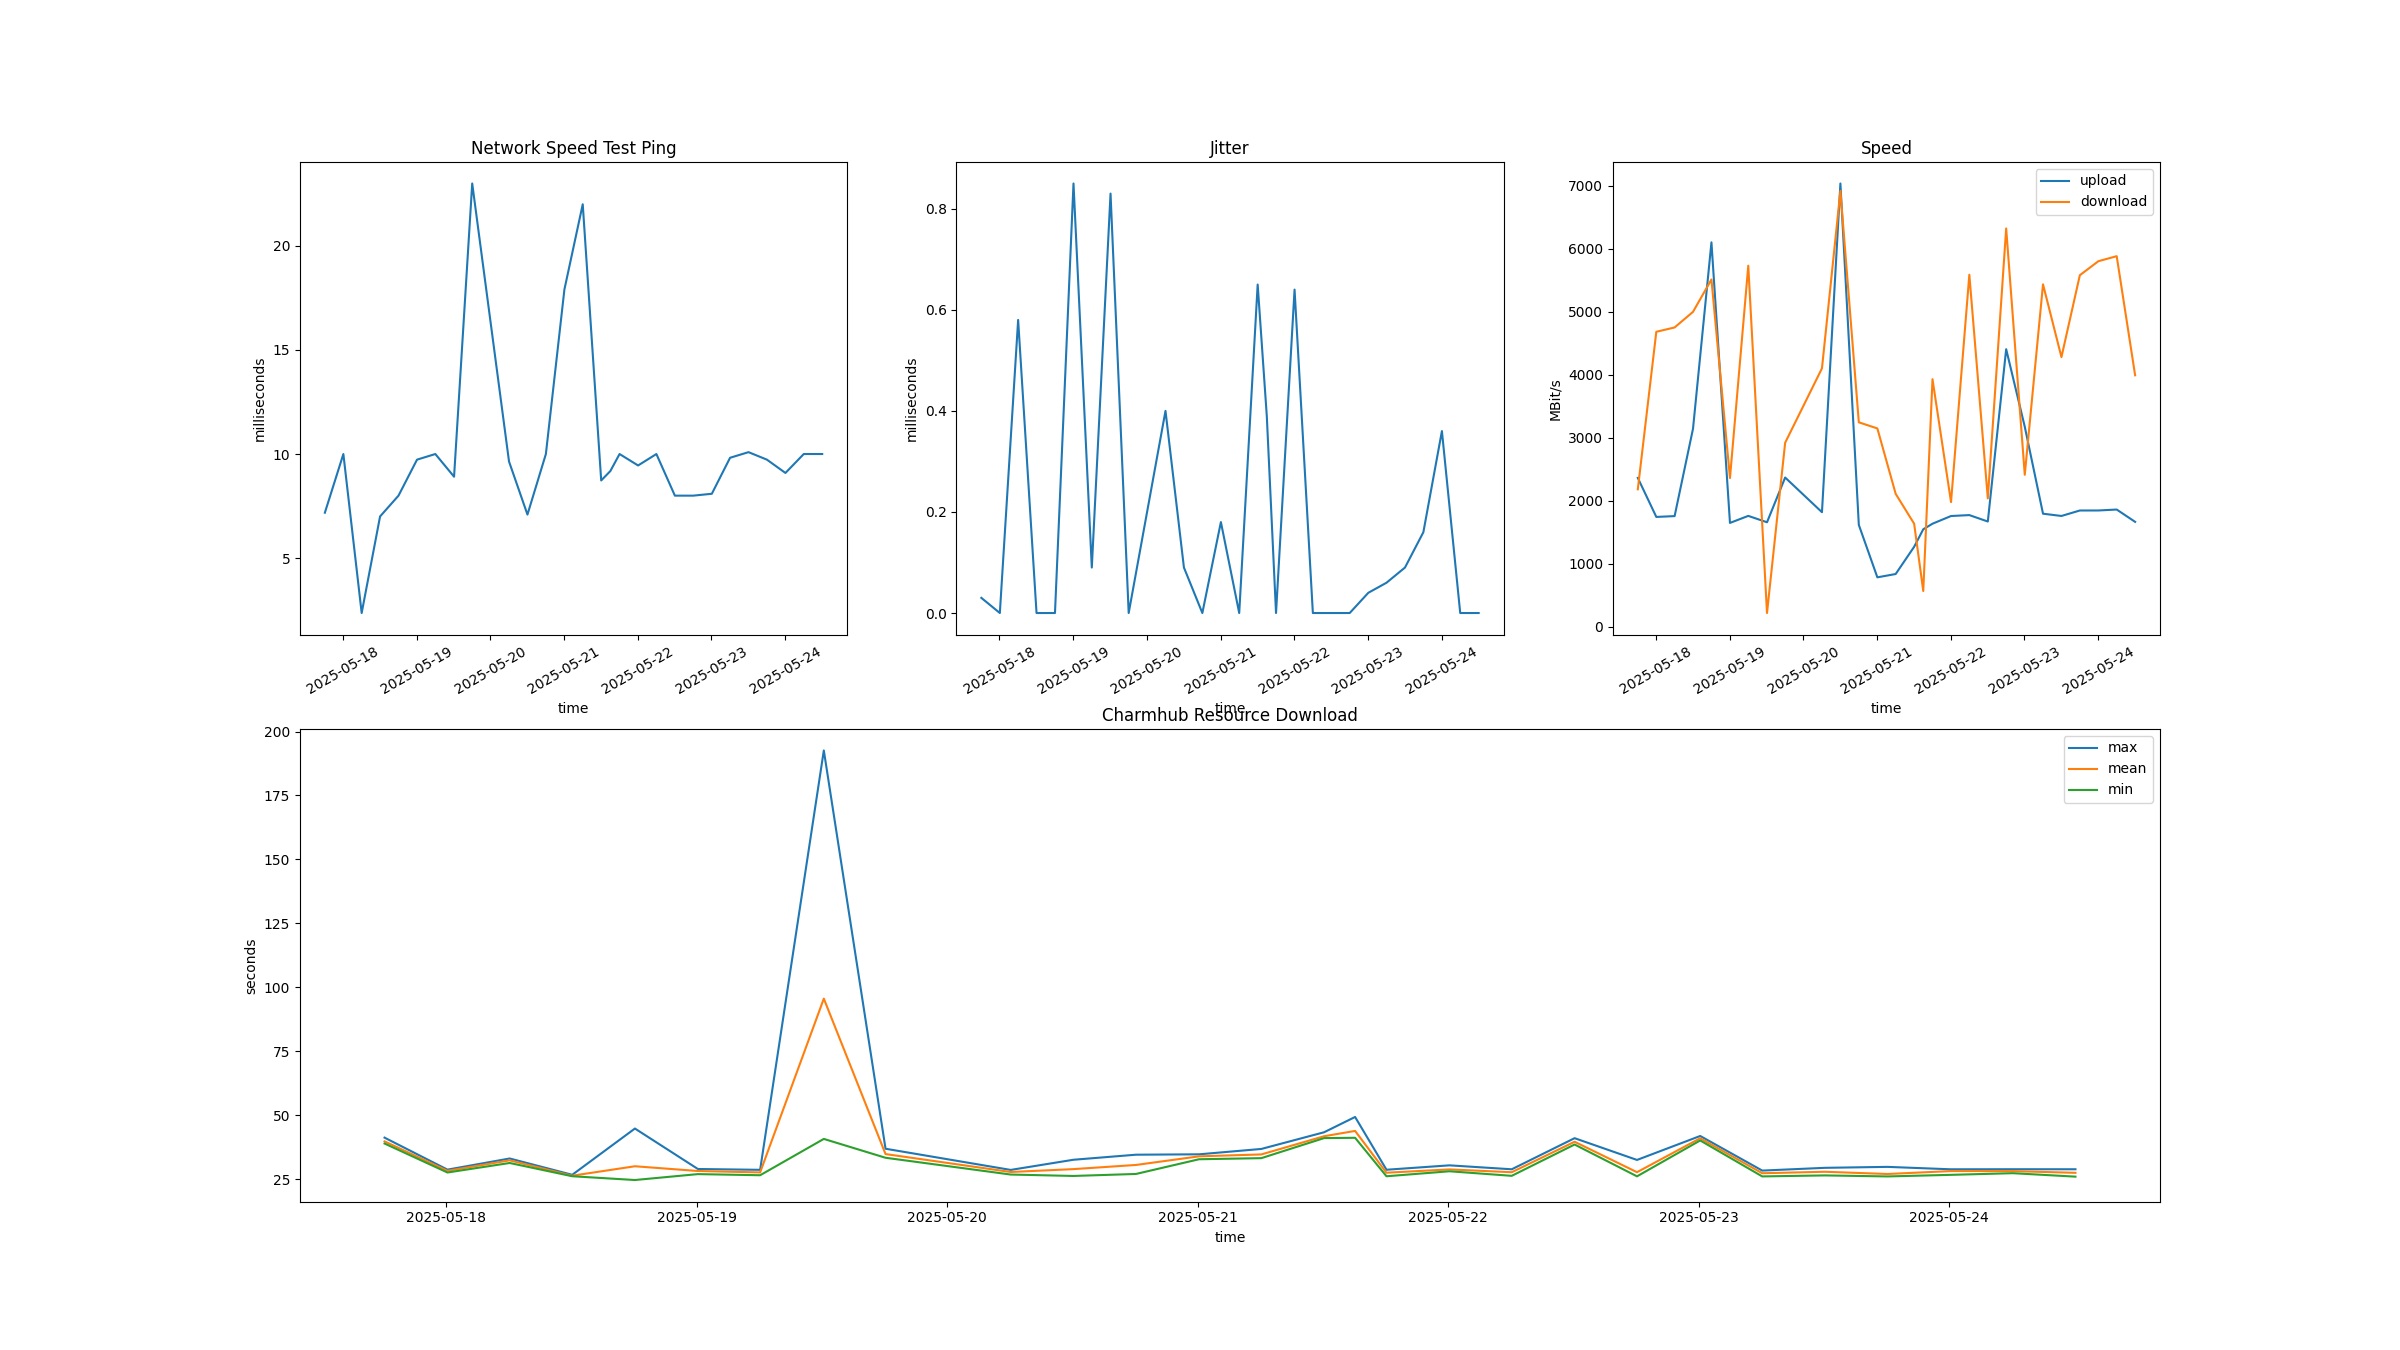 Network Speed Test Ping
milliseconds
20
15
10
5
2025-05-18 2025-05-19 2025-05-20 2025-05-21 2025-05-22 2025-05-23 2025-05-24
time
Jitter
milliseconds
0.8
0.6
0.4
0.2
0.0
2025-05-18 2025-05-19 2025-05-20 2025-05-21 2025-05-22 2025-05-23 2025-05-24
time
Speed
upload
download
MBit/s
7000
6000
5000
4000
3000
2000
1000
0
2025-05-18 2025-05-19 2025-05-20 2025-05-21 2025-05-22 2025-05-23 2025-05-24
time
Charmhub Resource Download
max
mean
min
seconds
200
175
150
125
100
75
50
25
2025-05-18 2025-05-19 2025-05-20 2025-05-21 2025-05-22 2025-05-23 2025-05-24
time